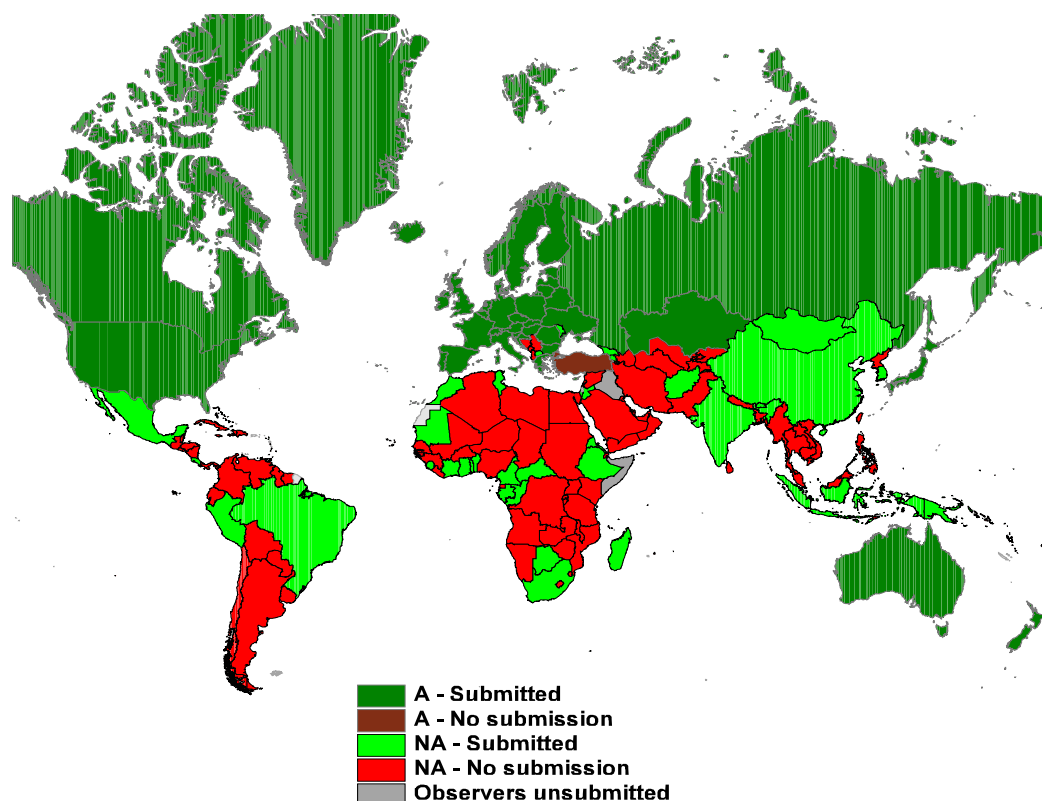 A - Submitted
A - No submission
NA - Submitted
NA - No submission
Observers unsubmitted